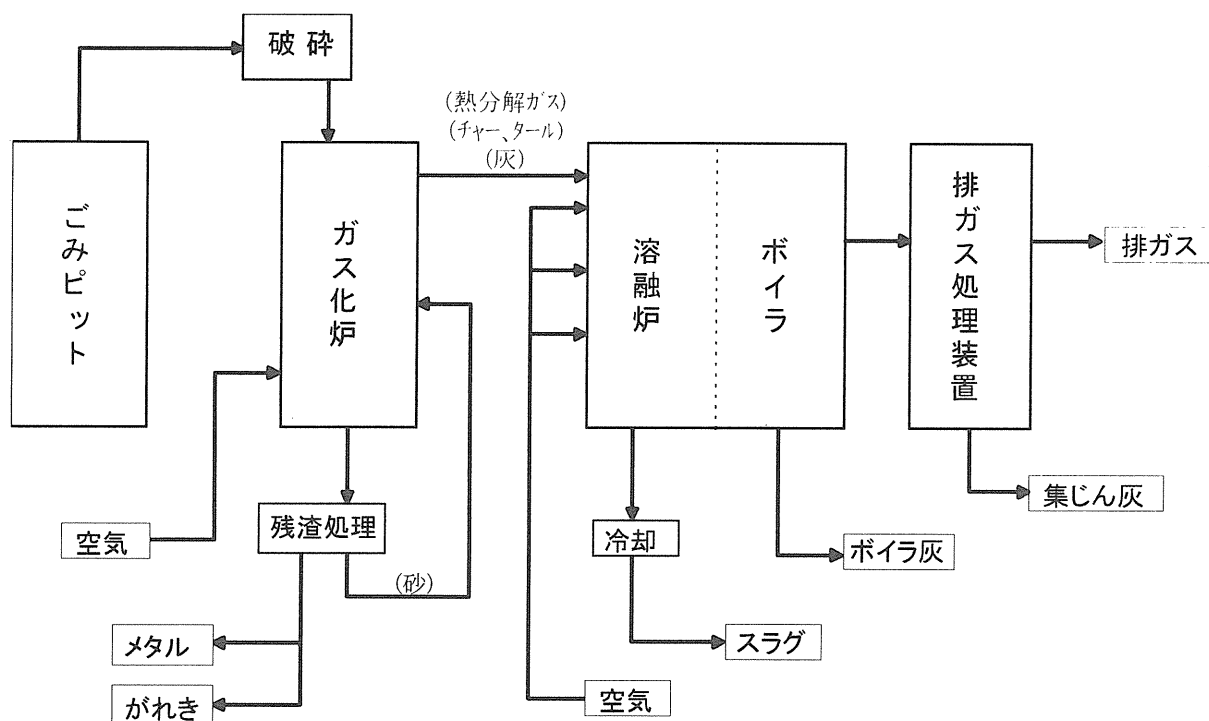 破砕
(熱分解ガス)
(チャー、タール)
(灰)
ごみピット
ガス化炉
溶融炉
ボイラ
排ガス処理装置
排ガス
空気
残渣処理
(砂)
冷却
ボイラ灰
集じん灰
メタル
がれき
スラグ
空気